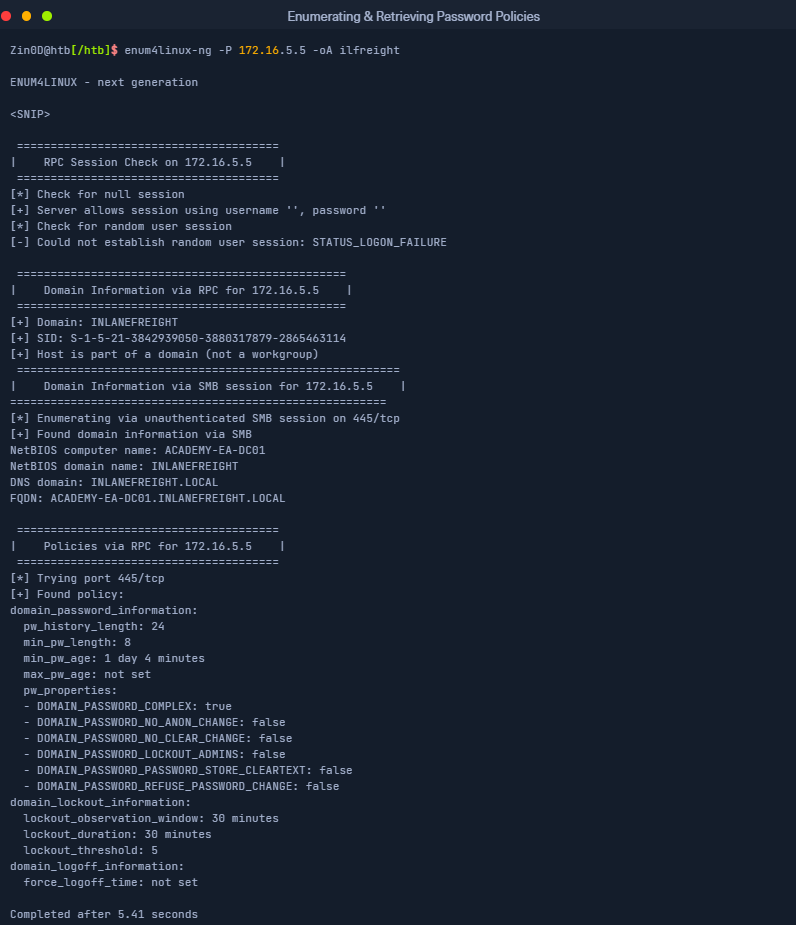 Enumerating & Retrieving Password Policies
Zin0D@htb[/htb]$ enum4linux-ng -P 172.16.5.5 -oA ilfreight
ENUM4LINUX - next generation
<SNIP>
 =======================================
|    RPC Session Check on 172.16.5.5    |
 =======================================
[*] Check for null session
[+] Server allows session using username '', password ''
[*] Check for random user session
[-] Could not establish random user session: STATUS_LOGON_FAILURE
 =================================================
|    Domain Information via RPC for 172.16.5.5    |
 =================================================
[+] Domain: INLANEFREIGHT
[+] SID: S-1-5-21-3842939050-3880317879-2865463114
[+] Host is part of a domain (not a workgroup)
 =========================================================
|    Domain Information via SMB session for 172.16.5.5    |
========================================================
[*] Enumerating via unauthenticated SMB session on 445/tcp
[+] Found domain information via SMB
NetBIOS computer name: ACADEMY-EA-DC01
NetBIOS domain name: INLANEFREIGHT
DNS domain: INLANEFREIGHT.LOCAL
FQDN: ACADEMY-EA-DC01.INLANEFREIGHT.LOCAL
 =======================================
|    Policies via RPC for 172.16.5.5    |
 =======================================
[*] Trying port 445/tcp
[+] Found policy:
domain_password_information:
  pw_history_length: 24
  min_pw_length: 8
  min_pw_age: 1 day 4 minutes
  max_pw_age: not set
  pw_properties:
  - DOMAIN_PASSWORD_COMPLEX: true
  - DOMAIN_PASSWORD_NO_ANON_CHANGE: false
  - DOMAIN_PASSWORD_NO_CLEAR_CHANGE: false
  - DOMAIN_PASSWORD_LOCKOUT_ADMINS: false
  - DOMAIN_PASSWORD_PASSWORD_STORE_CLEARTEXT: false
  - DOMAIN_PASSWORD_REFUSE_PASSWORD_CHANGE: false
domain_lockout_information:
  lockout_observation_window: 30 minutes
  lockout_duration: 30 minutes
  lockout_threshold: 5
domain_logoff_information:
  force_logoff_time: not set
Completed after 5.41 seconds